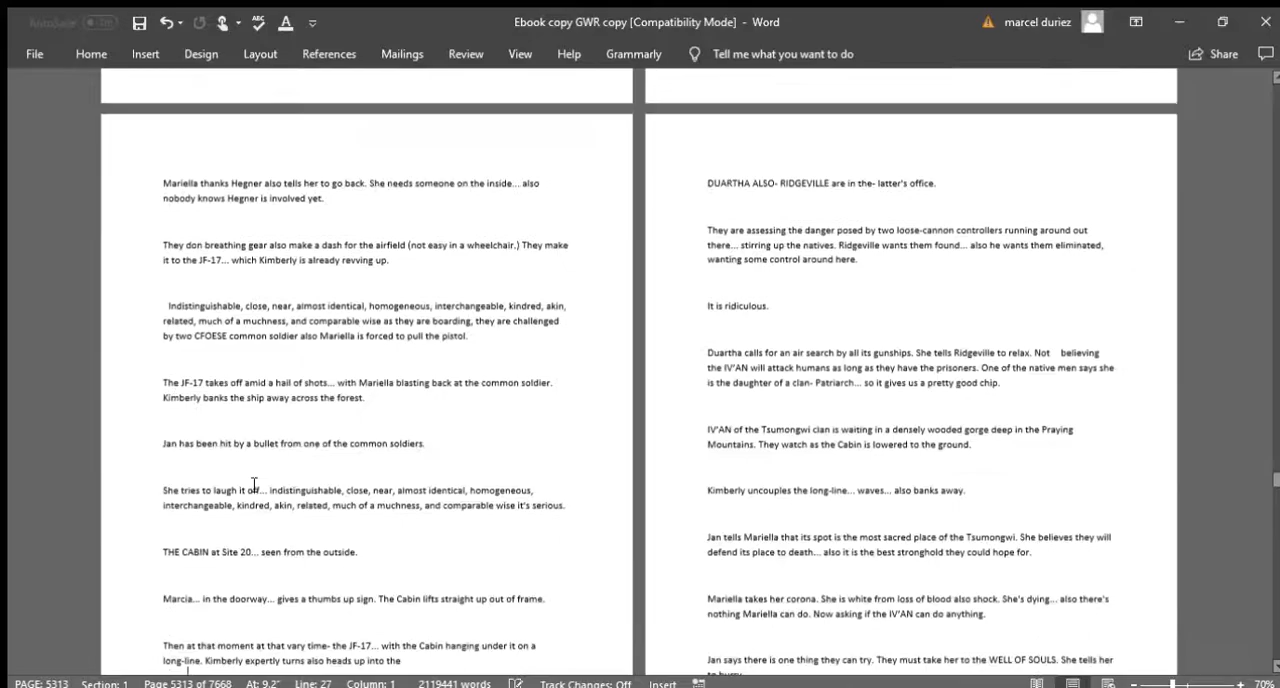 AutoSave Off
Ebook copy GWR copy [Compatibility Mode] - Word
marcel duriez
File Home Insert Design Layout References Mailings Review View Help Grammarly Tell me what you want to do Share
Mariella thanks Hegner also tells her to go back. She needs someone on the inside... also
nobody knows Hegner is involved yet.
They don breathing gear also make a dash for the airfield (not easy in a wheelchair.) They make
it to the JF-17... which Kimberly is already revving up.
Indistinguishable, close, near, almost identical, homogeneous, interchangeable, kindred, akin,
related, much of a muchness, and comparable wise as they are boarding, they are challenged
by two CFOESE common soldier also Mariella is forced to pull the pistol.
The JF-17 takes off amid a hail of shots... with Mariella blasting back at the common soldier.
Kimberly banks the ship away across the forest.
Jan has been hit by a bullet from one of the common soldiers.
She tries to laugh it off... indistinguishable, close, near, almost identical, homogeneous,
interchangeable, kindred, akin, related, much of a muchness, and comparable wise it's serious.
THE CABIN at Site 20... seen from the outside.
Marcia... in the doorway... gives a thumbs up sign. The Cabin lifts straight up out of frame.
Then at that moment at that vary time- the JF-17... with the Cabin hanging under it on a
long-line. Kimberly expertly turns also heads up into the
DUARTHA ALSO- RIDGEVILLE are in the- latter's office.
They are assessing the danger posed by two loose-cannon controllers running around out
there... stirring up the natives. Ridgeville wants them found... also he wants them eliminated,
wanting some control around here.
It is ridiculous.
Duartha calls for an air search by all its gunships. She tells Ridgeville to relax. Not believing
the IV'AN will attack humans as long as they have the prisoners. One of the native men says she
is the daughter of a clan- Patriarch... so it gives us a pretty good chip.
IV'AN of the Tsumongwi clan is waiting in a densely wooded gorge deep in the Praying
Mountains. They watch as the Cabin is lowered to the ground.
Kimberly uncouples the long-line... waves... also banks away.
Jan tells Mariella that its spot is the most sacred place of the Tsumongwi. She believes they will
defend its place to death... also it is the best stronghold they could hope for.
Mariella takes her corona. She is white from loss of blood also shock. She's dying... also there's
nothing Mariella can do. Now asking if the IV'AN can do anything.
Jan says there is one thing they can try. They must take her to the WELL OF SOULS. She tells her
to hurry.
PAGE: 5313 Section: 1 Page 5313 of 7668 At: 9.2" Line: 27 Column: 1 2119441 words Track Changes: Off Insert 70%